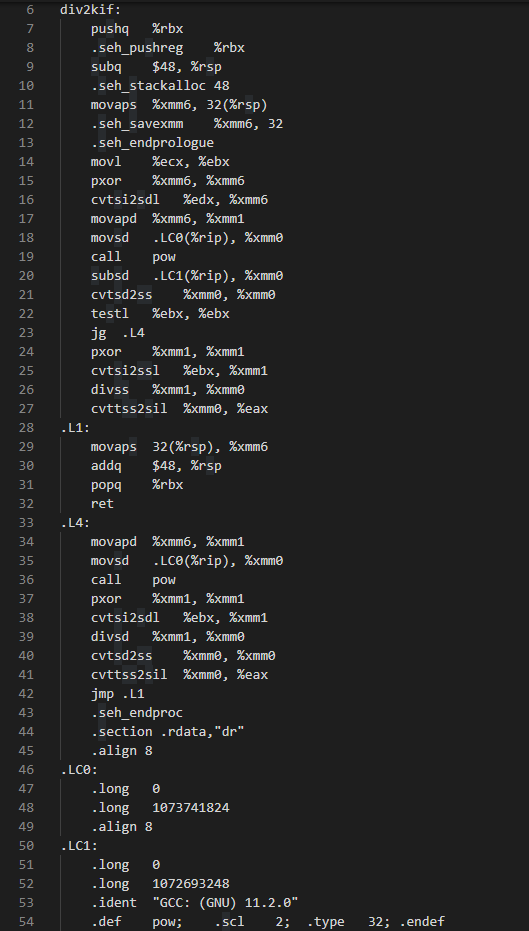 6 div2kif:
7 pushq %rbx
8 .seh_pushreg %rbx
9 subq $48, %rsp
10 .seh_stackalloc 48
11 movaps %xmm6, 32(%rsp)
12 .seh_savexmm %xmm6, 32
13 .seh_endprologue
14 movl %ecx, %ebx
15 pxor %xmm6, %xmm6
16 cvtsi2sdl %edx, %xmm6
17 movapd %xmm6, %xmm1
18 movsd .LC0(%rip), %xmm0
19 call pow
20 subsd .LC1(%rip), %xmm0
21 cvtsd2ss %xmm0, %xmm0
22 testl %ebx, %ebx
23 jg .L4
24 pxor %xmm1, %xmm1
25 cvtsi2ssl %ebx, %xmm1
26 divss %xmm1, %xmm0
27 cvttss2sil %xmm0, %eax
28 .L1:
29 movaps 32(%rsp), %xmm6
30 addq $48, %rsp
31 popq %rbx
32 ret
33 .L4:
34 movapd %xmm6, %xmm1
35 movsd .LC0(%rip), %xmm0
36 call pow
37 pxor %xmm1, %xmm1
38 cvtsi2sdl %ebx, %xmm1
39 divsd %xmm1, %xmm0
40 cvtsd2ss %xmm0, %xmm0
41 cvttss2sil %xmm0, %eax
42 jmp .L1
43 .seh_endproc
44 .section .rdata,"dr"
45 .align 8
46 .LC0:
47 .long 0
48 .long 1073741824
49 .align 8
50 .LC1:
51 .long 0
52 .long 1072693248
53 .ident "GCC: (GNU) 11.2.0"
54 .def pow; .scl 2; .type 32; .endef